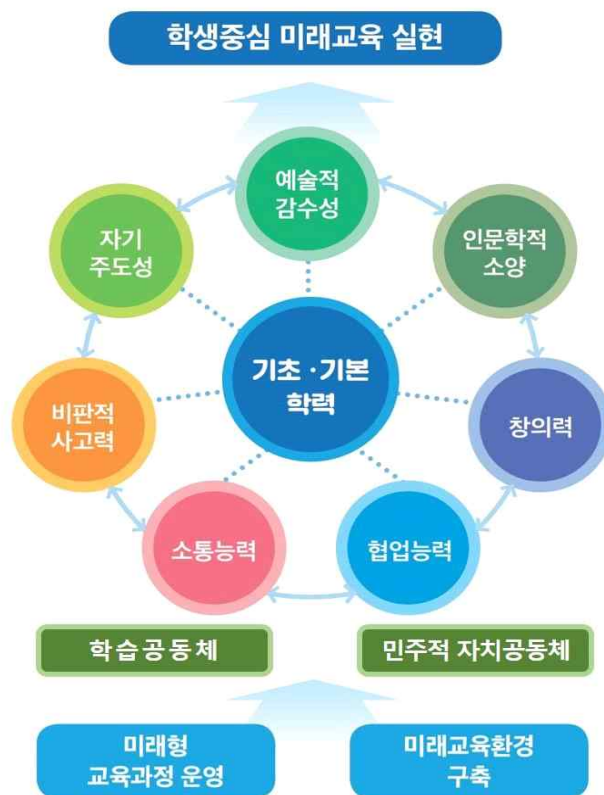 학생중심 미래교육 실현
예술적
감수성
자기
주도성
인문학적
소양
기초·기본
학력
비판적
사고력
창의력
소통능력
협업능력
학습공동체
민주적 자치공동체
미래형
교육과정 운영
미래교육환경
구축